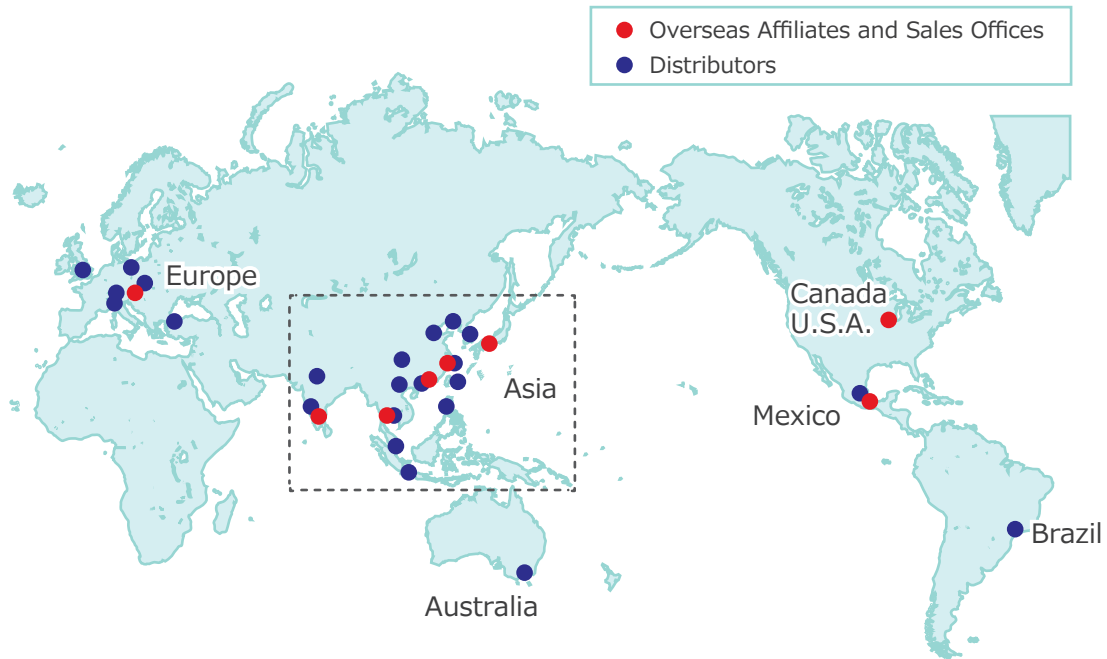 Overseas Affiliates and Sales Offices
Distributors
Europe
Canada
U.S.A.
Asia
Mexico
Brazil
Australia